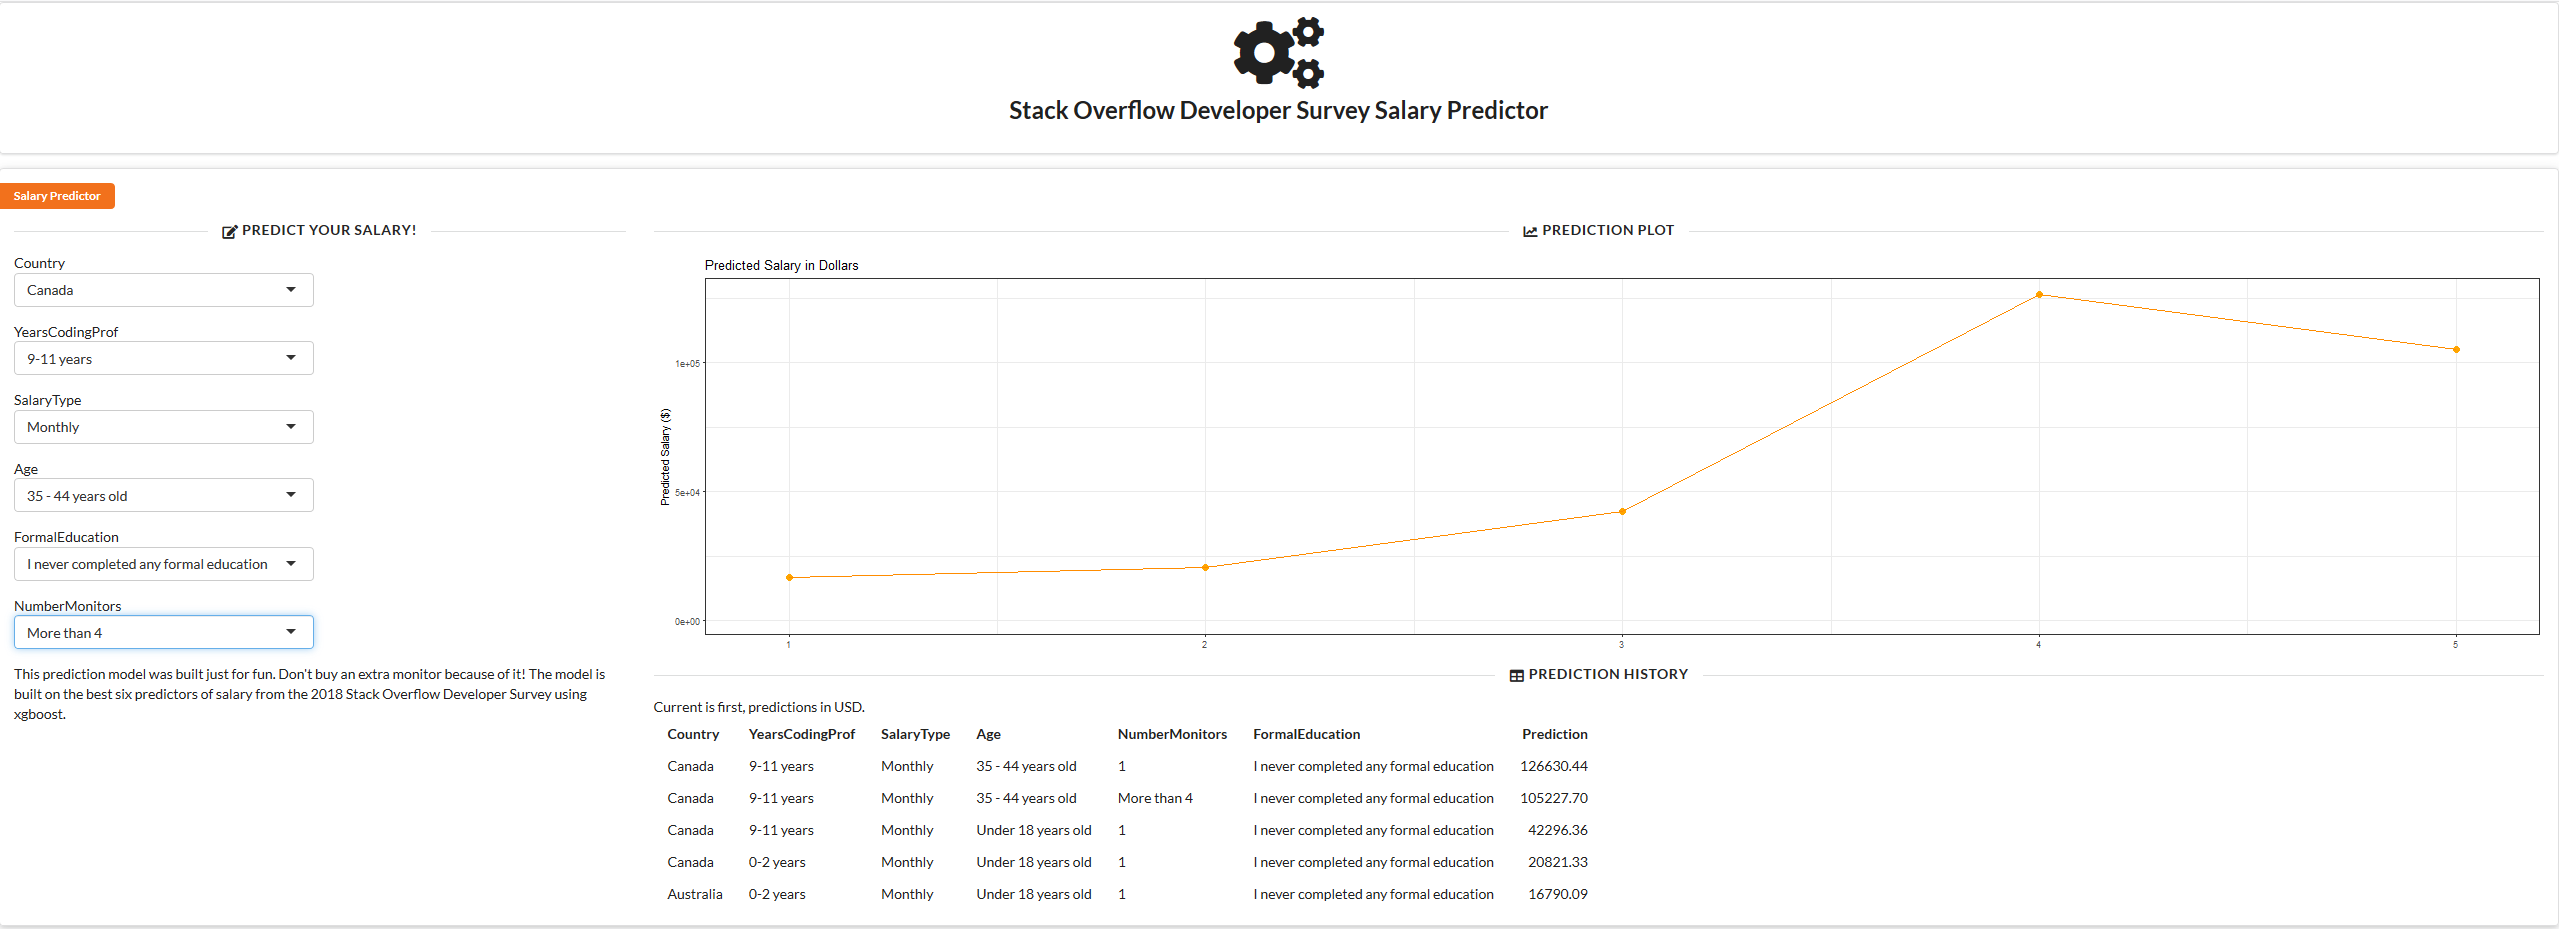 Stack Overflow Developer Survey Salary Predictor
Salary Predictor
PREDICT YOUR SALARY!
Country
Canada
YearsCodingProf
9-11 years
SalaryType
Monthly
Age
35 - 44 years old
FormalEducation
I never completed any formal education
NumberMonitors
More than 4
This prediction model was built just for fun. Don't buy an extra monitor because of it! The model is
built on the best six predictors of salary from the 2018 Stack Overflow Developer Survey using
xgboost.
PREDICTION PLOT
Predicted Salary in Dollars
Predicted Salary ($)
1e+05
5e+04
0e+00
1 2 3 4 5
PREDICTION HISTORY
Current is first, predictions in USD.
Country YearsCodingProf SalaryType Age NumberMonitors FormalEducation Prediction
Canada 9-11 years Monthly 35 - 44 years old 1 I never completed any formal education 126630.44
Canada 9-11 years Monthly 35 - 44 years old More than 4 I never completed any formal education 105227.70
Canada 9-11 years Monthly Under 18 years old 1 I never completed any formal education 42296.36
Canada 0-2 years Monthly Under 18 years old 1 I never completed any formal education 20821.33
Australia 0-2 years Monthly Under 18 years old 1 I never completed any formal education 16790.09